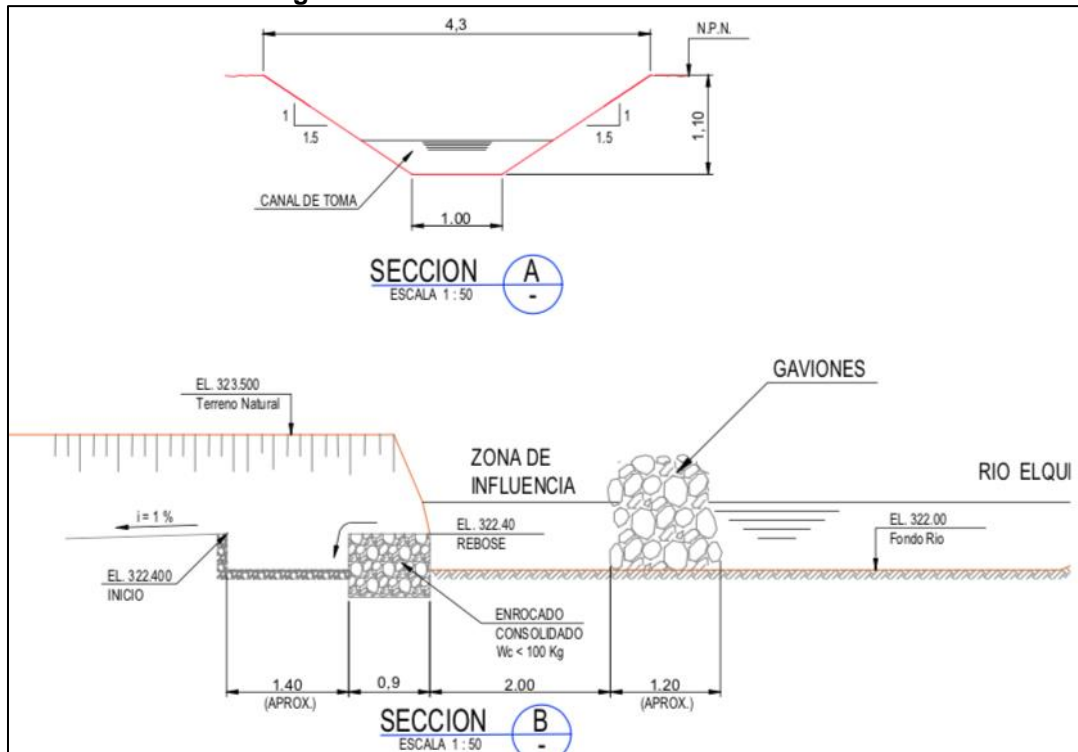 4,3
N.P.N.
1
1.5
1.5
1
1,10
CANAL DE TOMA
1.00
SECCION A
ESCALA 1 : 50
-
GAVIONES
EL. 323.500
Terreno Natural
ZONA DE
INFLUENCIA
RIO ELQUI
i = 1 %
EL. 322.40
REBOSE
EL. 322.00
Fondo Rio
EL. 322.400
INICIO
ENROCADO
CONSOLIDADO
Wc < 100 Kg
1.40
(APROX.)
0,9
2.00
1.20
(APROX.)
SECCION B
ESCALA 1 : 50
-